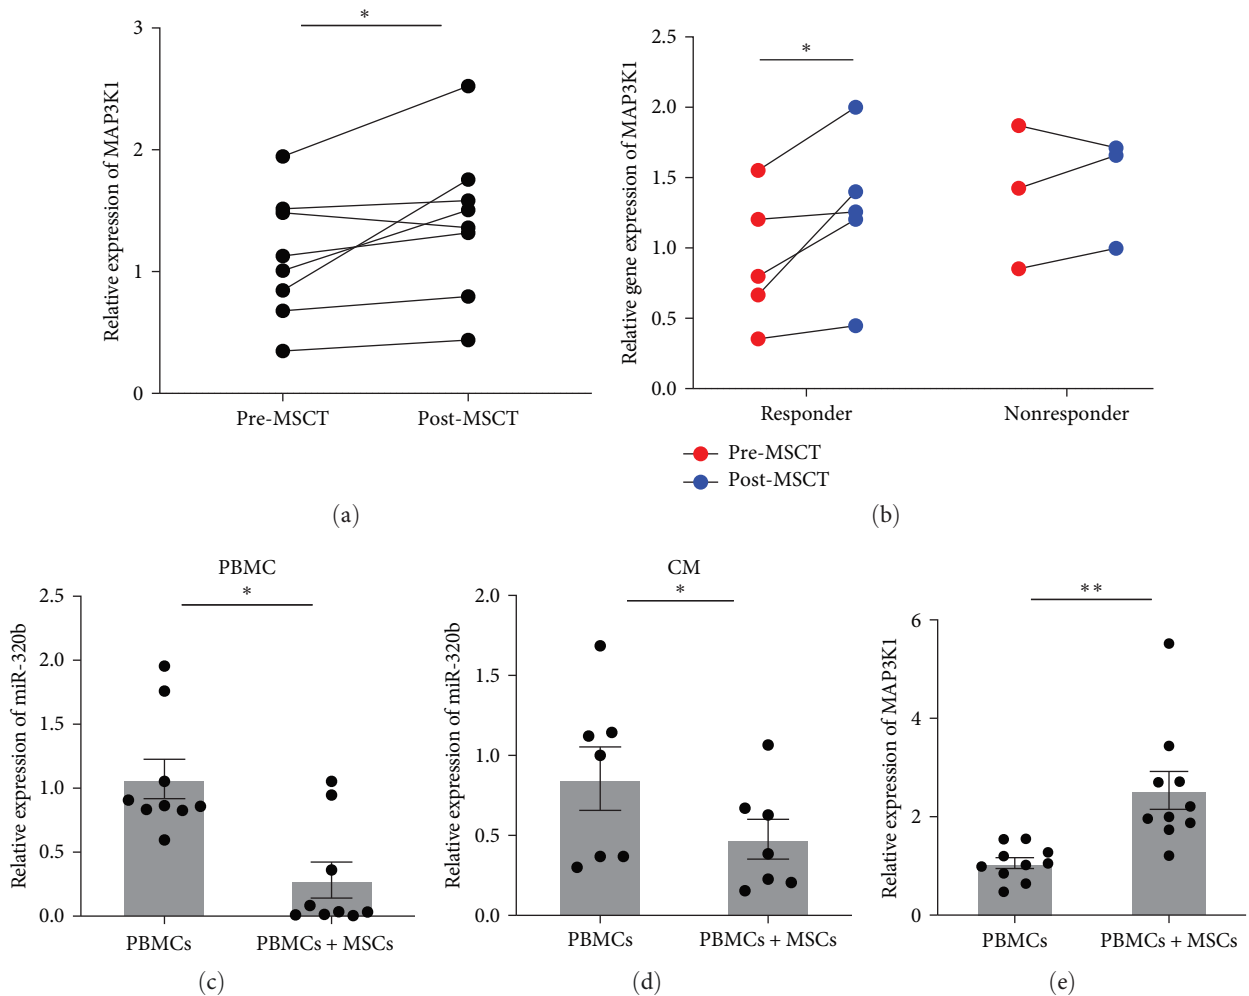 *
Relative expression of MAP3K1
3
2
1
0
Pre-MSCT Post-MSCT
(a)
*
Relative gene expression of MAP3K1
2.5
2.0
1.5
1.0
0.5
0.0
Responder Nonresponder
Pre-MSCT
Post-MSCT
(b)
PBMC
*
Relative expression of miR-320b
2.5
2.0
1.5
1.0
0.5
0.0
PBMCs PBMCs + MSCs
(c)
CM
*
Relative expression of miR-320b
2.0
1.5
1.0
0.5
0.0
PBMCs PBMCs + MSCs
(d)
**
Relative expression of MAP3K1
6
4
2
0
PBMCs PBMCs + MSCs
(e)